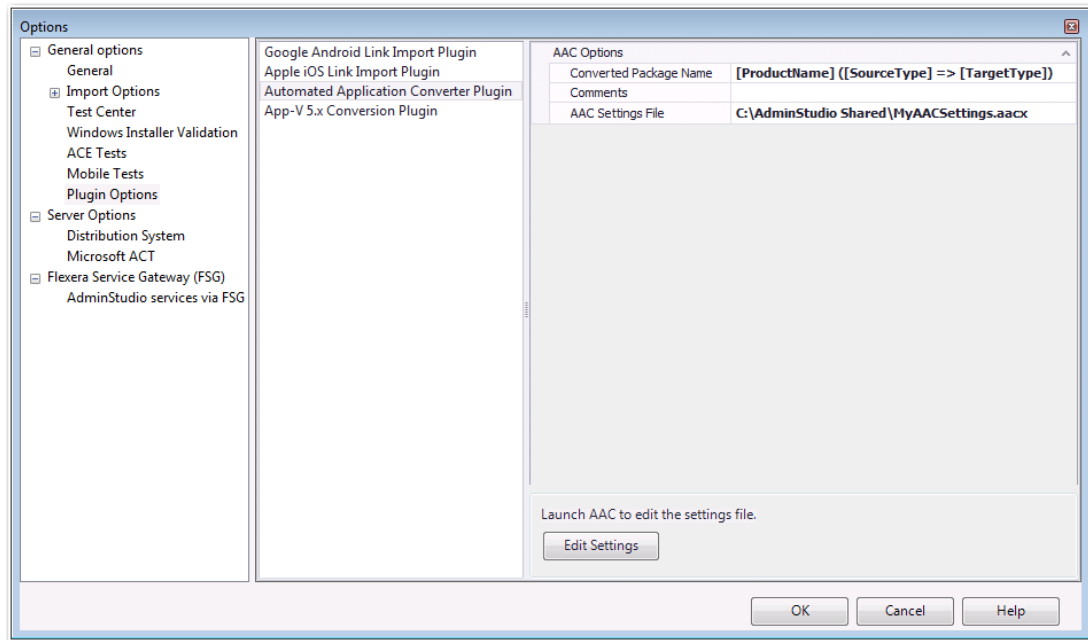 Options
General options
General
Import Options
Test Center
Windows Installer Validation
ACE Tests
Mobile Tests
Plugin Options
Server Options
Distribution System
Microsoft ACT
Flexera Service Gateway (FSG)
AdminStudio services via FSG
Google Android Link Import Plugin
Apple iOS Link Import Plugin
Automated Application Converter Plugin
App-V 5.x Conversion Plugin
AAC Options
Converted Package Name [ProductName] ([SourceType] => [TargetType])
Comments
AAC Settings File C:\AdminStudio Shared\MyAACSettings.aacx
Launch AAC to edit the settings file.
Edit Settings
OK Cancel Help